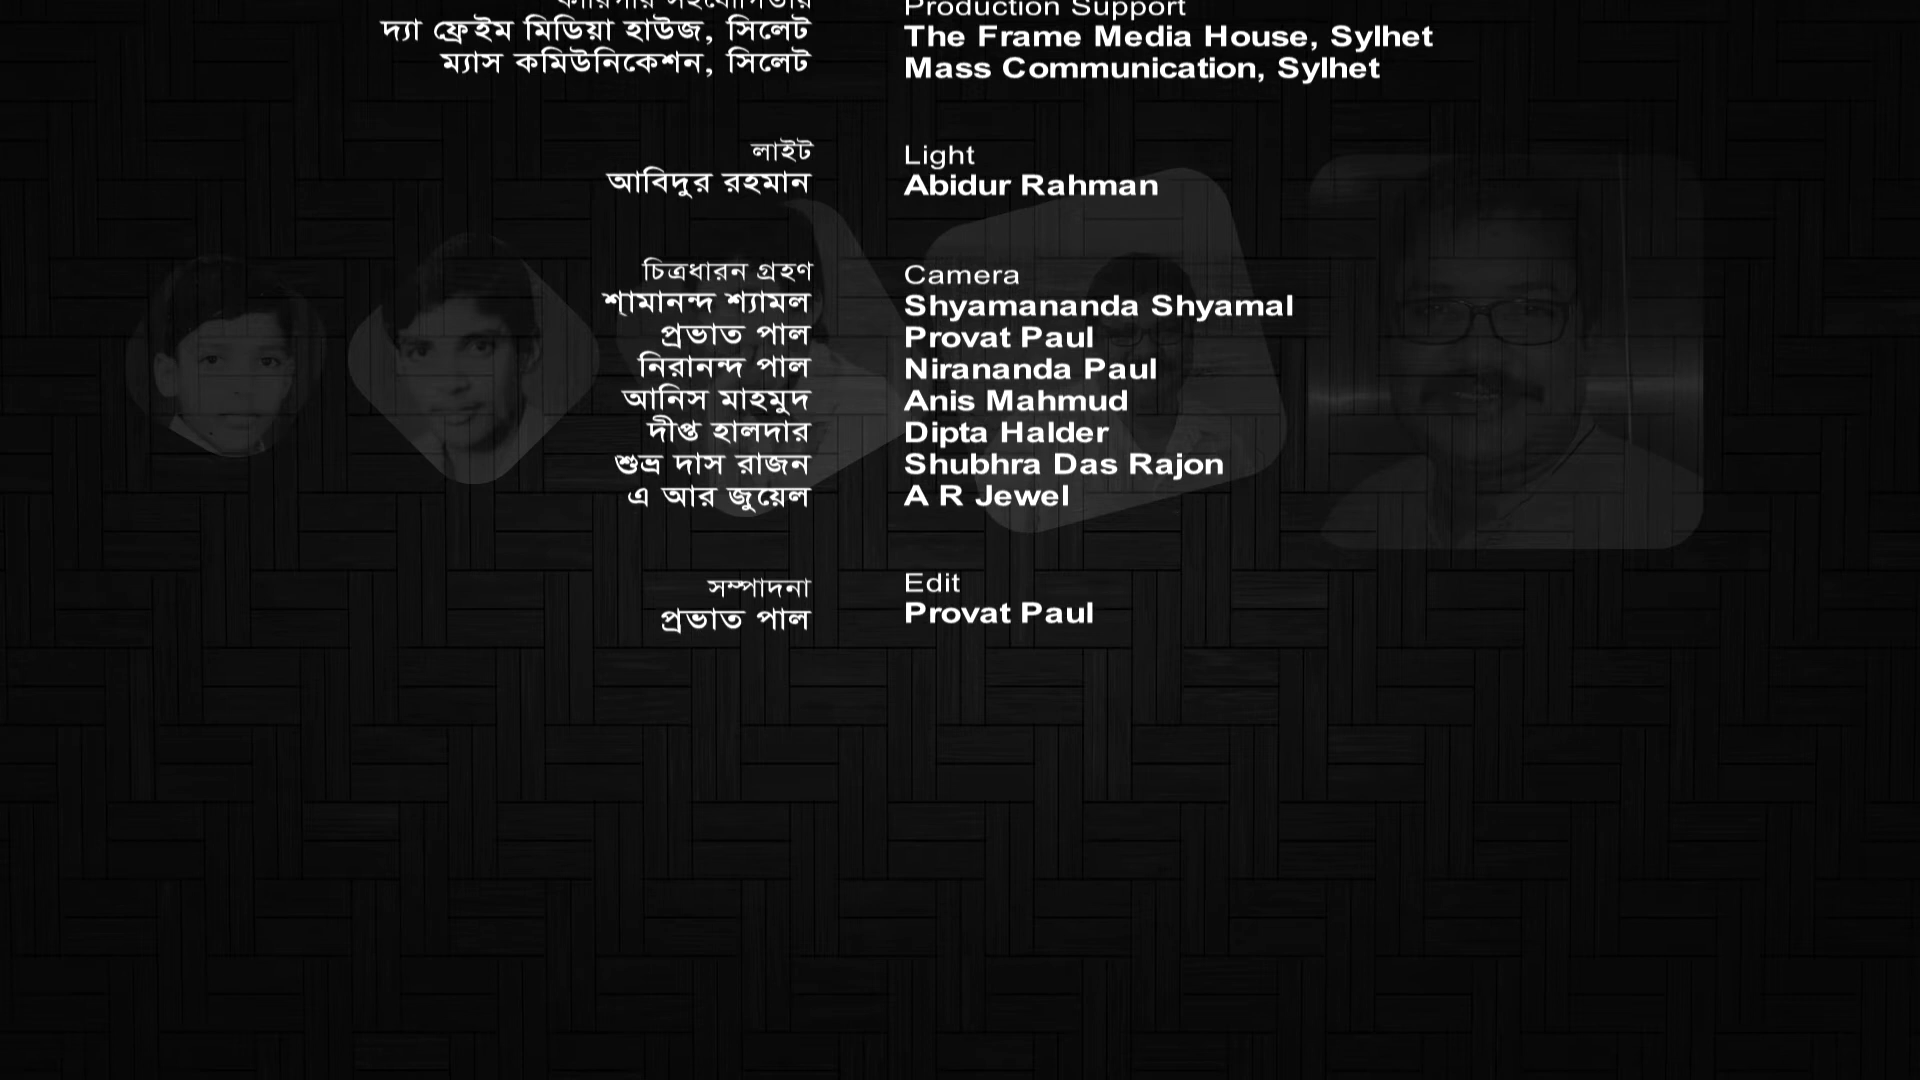 কারিগরি সহযোগিতায়
Production Support
দ্যা ফ্রেইম মিডিয়া হাউজ, সিলেট
The Frame Media House, Sylhet
ম্যাস কমিউনিকেশন, সিলেট
Mass Communication, Sylhet
লাইট
Light
আবিদুর রহমান
Abidur Rahman
চিত্রধারন গ্রহণ
Camera
শ্যামানন্দ শ্যামল
Shyamananda Shyamal
প্রভাত পাল
Provat Paul
নিরানন্দ পাল
Nirananda Paul
আনিস মাহমুদ
Anis Mahmud
দীপ্ত হালদার
Dipta Halder
শুভ্র দাস রাজন
Shubhra Das Rajon
এ আর জুয়েল
A R Jewel
সম্পাদনা
Edit
প্রভাত পাল
Provat Paul